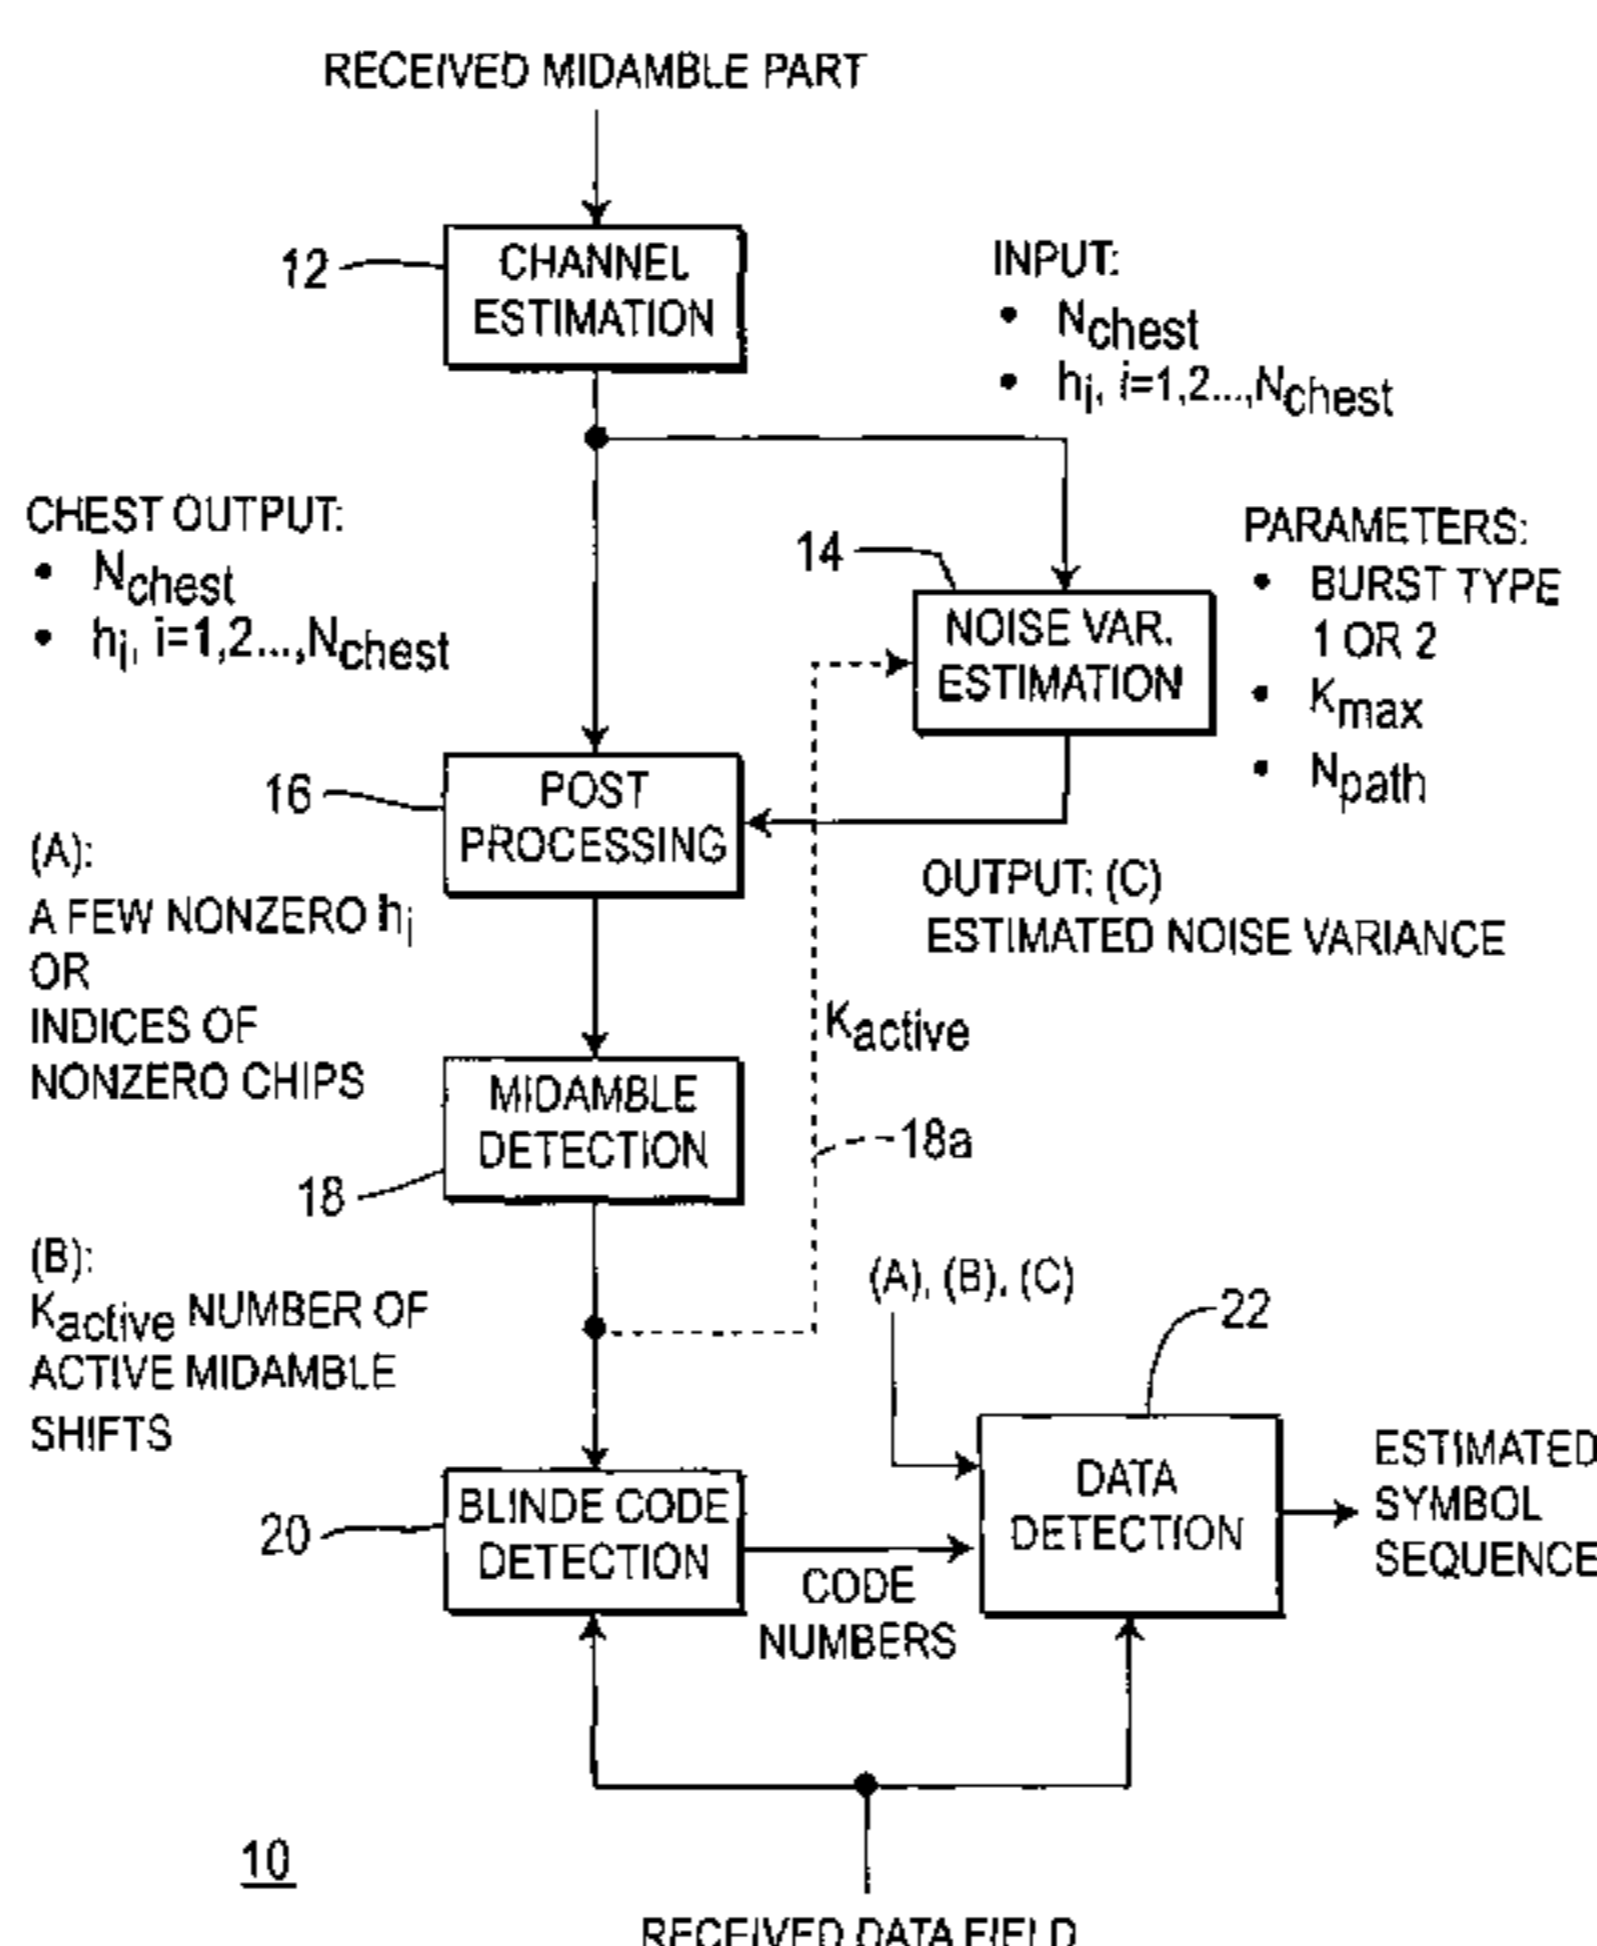 RECEIVED MIDAMBLE PART
12
CHANNEL
ESTIMATION
INPUT:
• Nchest
• hi, i=1,2...,Nchest
CHEST OUTPUT:
• Nchest
• hi, i=1,2...,Nchest
14
NOISE VAR.
ESTIMATION
PARAMETERS:
• BURST TYPE
1 OR 2
• Kmax
• Npath
16
POST
PROCESSING
(A):
A FEW NONZERO hi
OR
INDICES OF
NONZERO CHIPS
OUTPUT: (C)
ESTIMATED NOISE VARIANCE
Kactive
18a
MIDAMBLE
DETECTION
18
(B):
Kactive NUMBER OF
ACTIVE MIDAMBLE
SHIFTS
(A), (B), (C)
22
20
BLINDE CODE
DETECTION
CODE
NUMBERS
DATA
DETECTION
ESTIMATED
SYMBOL
SEQUENCE
10
RECEIVED DATA FIELD